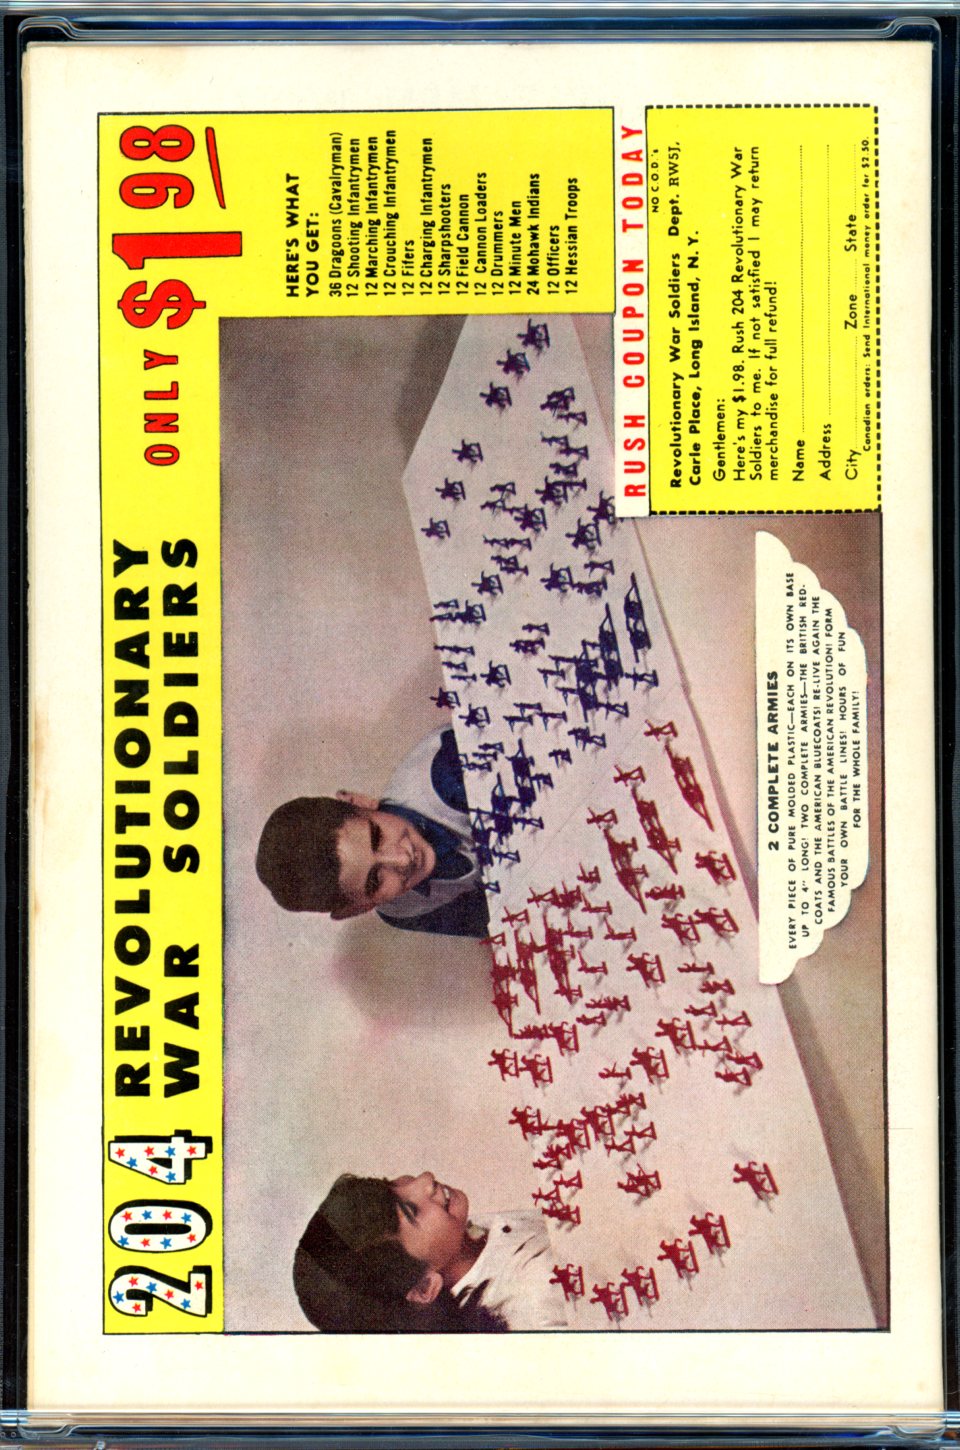 204 REVOLUTIONARY
WAR SOLDIERS
ONLY $1 98
HERE'S WHAT
YOU GET:
36 Dragoons (Cavalryman)
12 Shooting Infantrymen
12 Marching Infantrymen
12 Crouching Infantrymen
12 Fifers
12 Charging Infantrymen
12 Sharpshooters
12 Field Cannon
12 Cannon Loaders
12 Drummers
12 Minute Men
24 Mohawk Indians
12 Officers
12 Hessian Troops
RUSH COUPON TODAY
NO C.O.D.'s
Revolutionary War Soldiers Dept. RW5J,
Carle Place, Long Island, N. Y.
Gentlemen:
Here's my $1.98. Rush 204 Revolutionary War
Soldiers to me. If not satisfied I may return
merchandise for full refund!
Name
Address
City Zone State
Canadian orders: Send International money order for $2.50.
2 COMPLETE ARMIES
EVERY PIECE OF PURE MOLDED PLASTIC—EACH ON ITS OWN BASE
UP TO 4" LONG! TWO COMPLETE ARMIES—THE BRITISH RED-
COATS AND THE AMERICAN BLUECOATS! RE-LIVE AGAIN THE
FAMOUS BATTLES OF THE AMERICAN REVOLUTION! FORM
YOUR OWN BATTLE LINES! HOURS OF FUN
FOR THE WHOLE FAMILY!